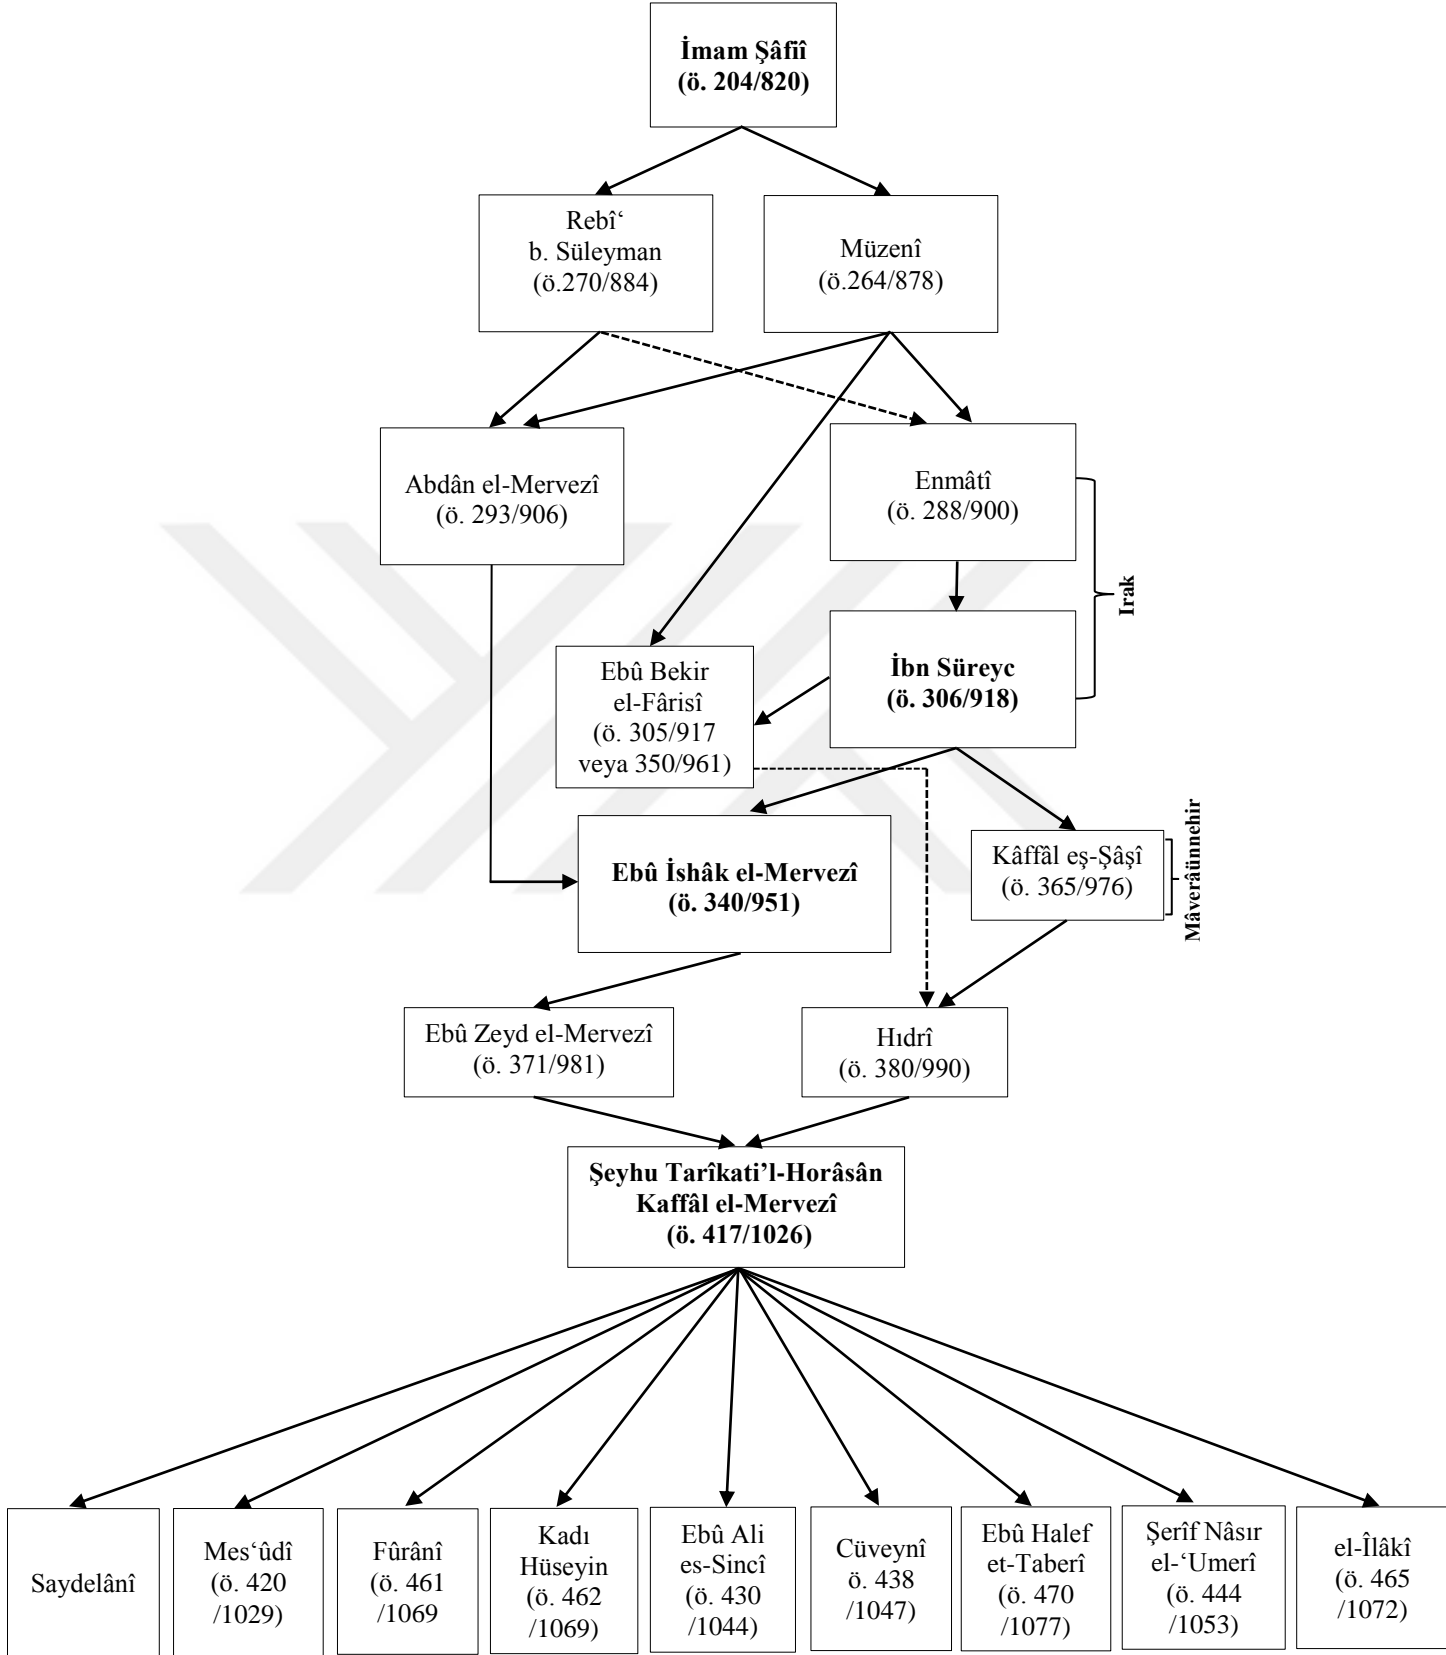 İmam Şâfiî
(ö. 204/820)
Rebî‘
b. Süleyman
(ö.270/884)
Müzenî
(ö.264/878)
Abdân el-Mervezî
(ö. 293/906)
Enmâtî
(ö. 288/900)
Irak
Ebû Bekir
el-Fârisî
(ö. 305/917
veya 350/961)
İbn Süreyc
(ö. 306/918)
Ebû İshâk el-Mervezî
(ö. 340/951)
Kâffâl eş-Şâşî
(ö. 365/976)
Mâverâünnehir
Ebû Zeyd el-Mervezî
(ö. 371/981)
Hıdrî
(ö. 380/990)
Şeyhu Tarîkati’l-Horâsân
Kaffâl el-Mervezî
(ö. 417/1026)
Saydelânî
Mes‘ûdî
(ö. 420
/1029)
Fûrânî
(ö. 461
/1069
Kadı
Hüseyin
(ö. 462
/1069)
Ebû Ali
es-Sincî
(ö. 430
/1044)
Cüveynî
ö. 438
/1047)
Ebû Halef
et-Taberî
(ö. 470
/1077)
Şerîf Nâsır
el-‘Umerî
(ö. 444
/1053)
el-Îlâkî
(ö. 465
/1072)